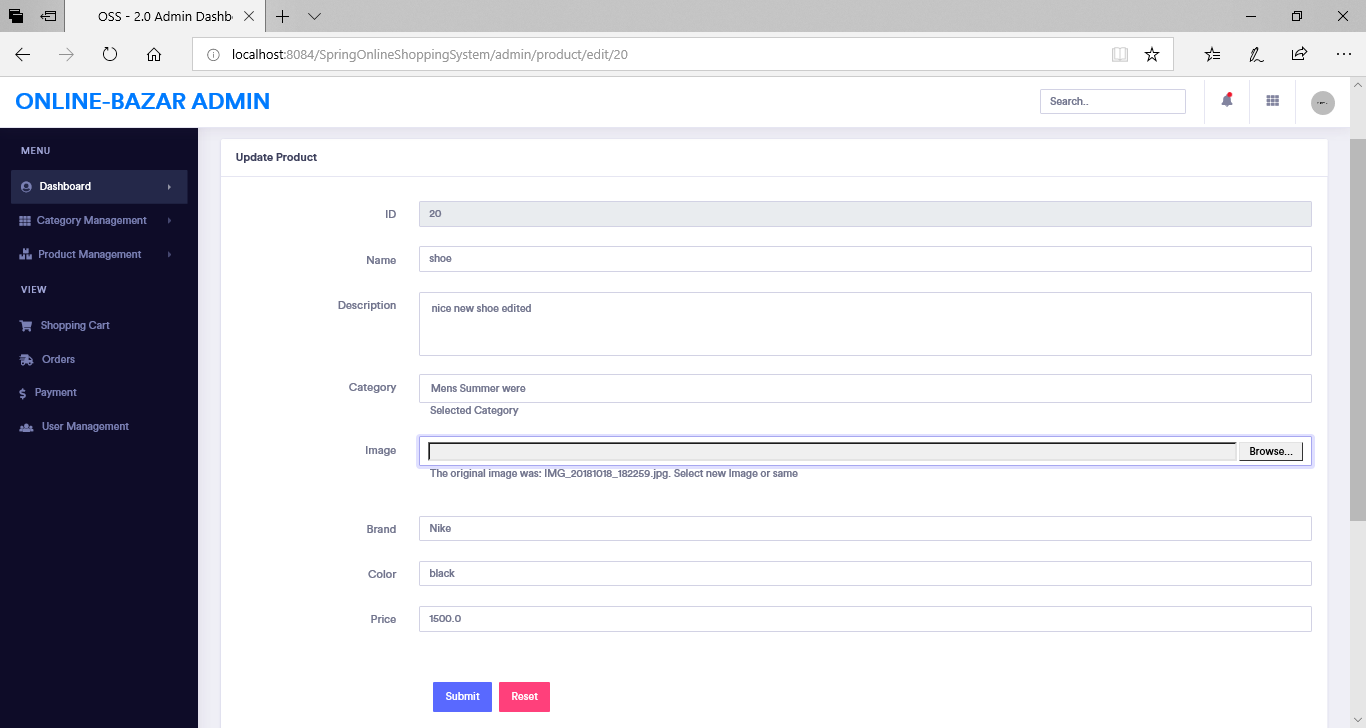 OSS - 2.0 Admin Dashb
localhost:8084/SpringOnlineShoppingSystem/admin/product/edit/20
ONLINE-BAZAR ADMIN
Search..
MENU
Dashboard
Category Management
Product Management
VIEW
Shopping Cart
Orders
Payment
User Management
Update Product
ID 20
Name shoe
Description nice new shoe edited
Category Mens Summer were
Selected Category
Image Browse...
The original image was: IMG_20181018_182259.jpg. Select new Image or same
Brand Nike
Color black
Price 1500.0
Submit Reset